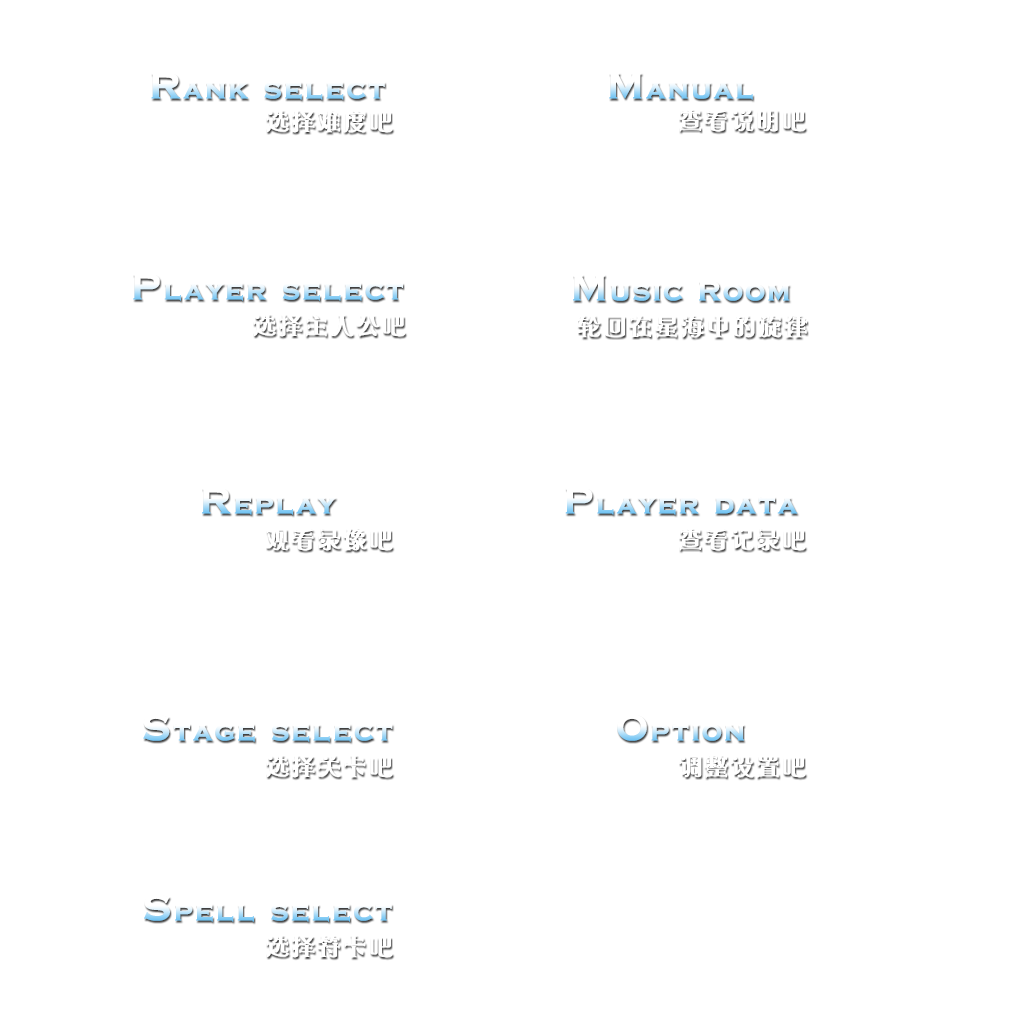 Rank select
选择难度吧
Manual
查看说明吧
Player select
选择主人公吧
Music Room
轮回在星海中的旋律
Replay
观看录像吧
Player data
查看记录吧
Stage select
选择关卡吧
Option
调整设置吧
Spell select
选择符卡吧